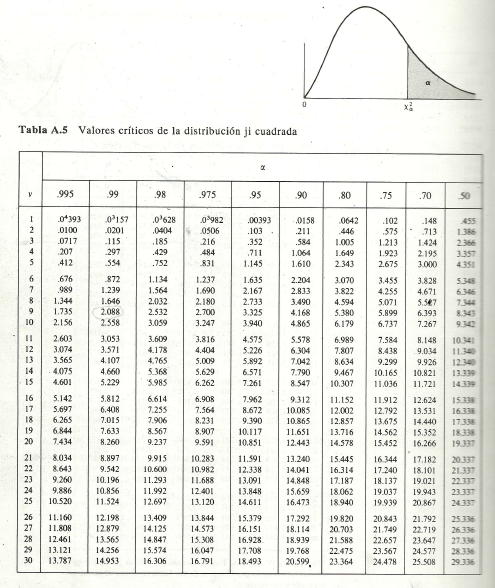 α
0
χ²α
Tabla A.5 Valores críticos de la distribución ji cuadrada
α
ν .995 .99 .98 .975 .95 .90 .80 .75 .70 .50
1 .0⁴393 .0³157 .0³628 .0³982 .00393 .0158 .0642 .102 .148 .455
2 .0100 .0201 .0404 .0506 .103 .211 .446 .575 .713 1.386
3 .0717 .115 .185 .216 .352 .584 1.005 1.213 1.424 2.366
4 .207 .297 .429 .484 .711 1.064 1.649 1.923 2.195 3.357
5 .412 .554 .752 .831 1.145 1.610 2.343 2.675 3.000 4.351
6 .676 .872 1.134 1.237 1.635 2.204 3.070 3.455 3.828 5.348
7 .989 1.239 1.564 1.690 2.167 2.833 3.822 4.255 4.671 6.346
8 1.344 1.646 2.032 2.180 2.733 3.490 4.594 5.071 5.527 7.344
9 1.735 2.088 2.532 2.700 3.325 4.168 5.380 5.899 6.393 8.343
10 2.156 2.558 3.059 3.247 3.940 4.865 6.179 6.737 7.267 9.342
11 2.603 3.053 3.609 3.816 4.575 5.578 6.989 7.584 8.148 10.341
12 3.074 3.571 4.178 4.404 5.226 6.304 7.807 8.438 9.034 11.340
13 3.565 4.107 4.765 5.009 5.892 7.042 8.634 9.299 9.926 12.340
14 4.075 4.660 5.368 5.629 6.571 7.790 9.467 10.165 10.821 13.339
15 4.601 5.229 5.985 6.262 7.261 8.547 10.307 11.036 11.721 14.339
16 5.142 5.812 6.614 6.908 7.962 9.312 11.152 11.912 12.624 15.338
17 5.697 6.408 7.255 7.564 8.672 10.085 12.002 12.792 13.531 16.338
18 6.265 7.015 7.906 8.231 9.390 10.865 12.857 13.675 14.440 17.338
19 6.844 7.633 8.567 8.907 10.117 11.651 13.716 14.562 15.352 18.338
20 7.434 8.260 9.237 9.591 10.851 12.443 14.578 15.452 16.266 19.337
21 8.034 8.897 9.915 10.283 11.591 13.240 15.445 16.344 17.182 20.337
22 8.643 9.542 10.600 10.982 12.338 14.041 16.314 17.240 18.101 21.337
23 9.260 10.196 11.293 11.688 13.091 14.848 17.187 18.137 19.021 22.337
24 9.886 10.856 11.992 12.401 13.848 15.659 18.062 19.037 19.943 23.337
25 10.520 11.524 12.697 13.120 14.611 16.473 18.940 19.939 20.867 24.337
26 11.160 12.198 13.409 13.844 15.379 17.292 19.820 20.843 21.792 25.336
27 11.808 12.879 14.125 14.573 16.151 18.114 20.703 21.749 22.719 26.336
28 12.461 13.565 14.847 15.308 16.928 18.939 21.588 22.657 23.647 27.336
29 13.121 14.256 15.574 16.047 17.708 19.768 22.475 23.567 24.577 28.336
30 13.787 14.953 16.306 16.791 18.493 20.599 23.364 24.478 25.508 29.336